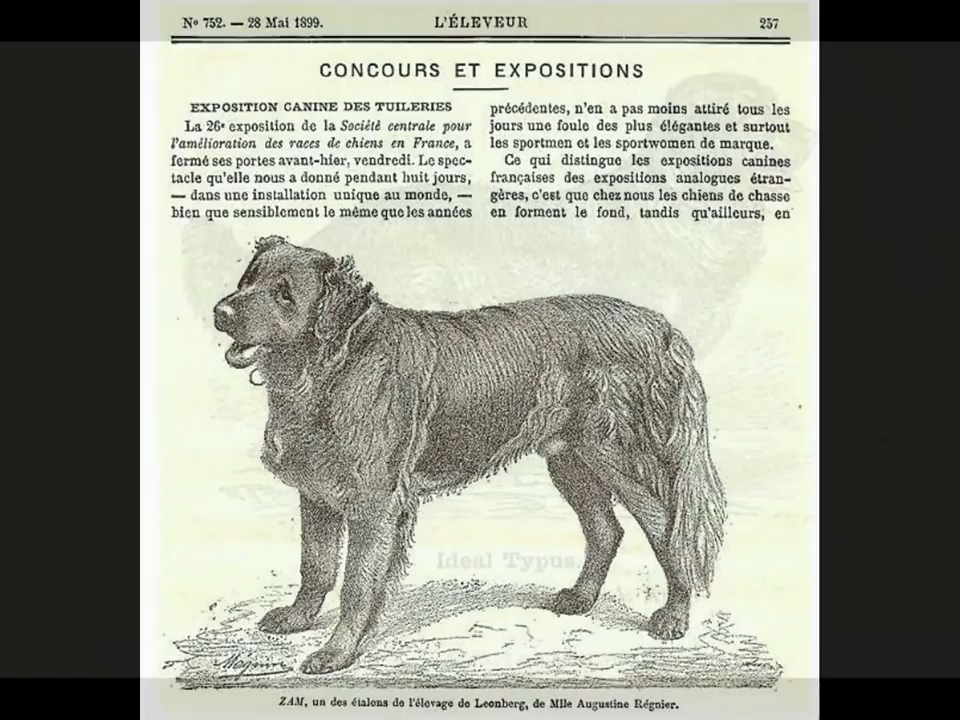 Nº 752. — 28 Mai 1899. L'ÉLEVEUR 257
CONCOURS ET EXPOSITIONS
EXPOSITION CANINE DES TUILERIES
La 26ᵉ exposition de la Société centrale pour
l'amélioration des races de chiens en France, a
fermé ses portes avant-hier, vendredi. Le spec-
tacle qu'elle nous a donné pendant huit jours,
— dans une installation unique au monde, —
bien que sensiblement le même que les années
précédentes, n'en a pas moins attiré tous les
jours une foule des plus élégantes et surtout
les sportmen et les sportwomen de marque.
Ce qui distingue les expositions canines
françaises des expositions analogues étran-
gères, c'est que chez nous les chiens de chasse
en forment le fond, tandis qu'ailleurs, en
Ideal Typus.
Mégnin
ZAM, un des étalons de l'élevage de Leonberg, de Mlle Augustine Régnier.